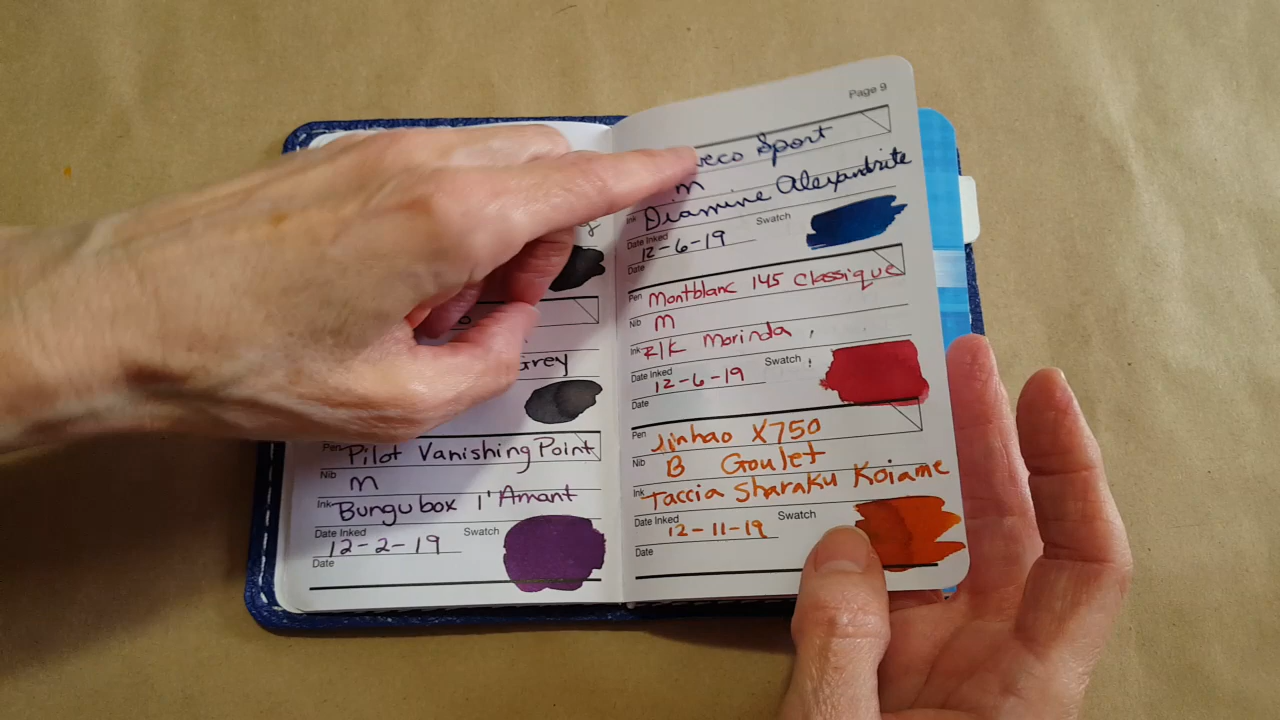 Grey
Pen Pilot Vanishing Point
Nib M
Ink Bungubox l'Amant
Date Inked 12-2-19 Swatch
Date
Page 9
Sport
M
Ink Diamine Alexandrite
Date Inked 12-6-19 Swatch
Date
Pen Montblanc 145 Classique
Nib M
Ink R/K Morinda
Date Inked 12-6-19 Swatch
Date
Pen Jinhao X750
Nib B Goulet
Ink Taccia Sharaku Koiame
Date Inked 12-11-19 Swatch
Date